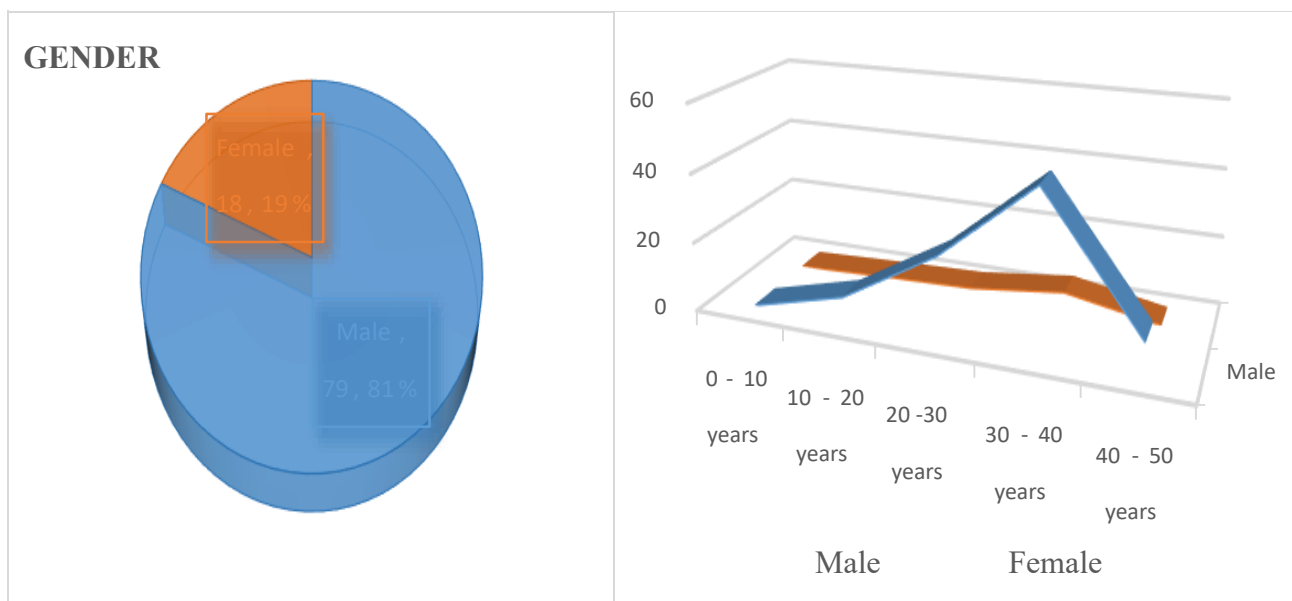 GENDER
Female ,
18 , 19%
Male ,
79 , 81%
60
40
20
0
0 - 10
years
10 - 20
years
20 -30
years
30 - 40
years
40 - 50
years
Male
Male Female